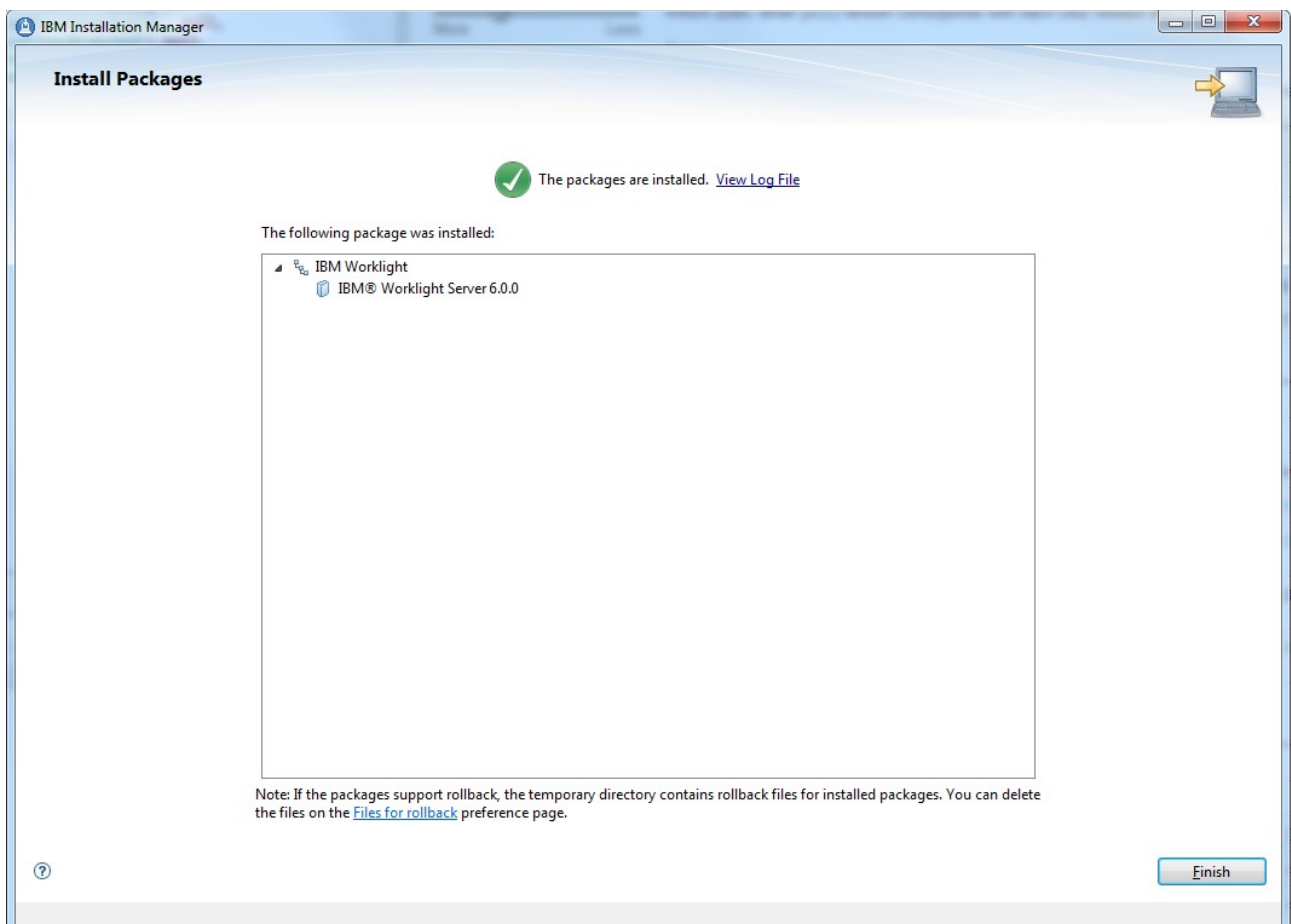 IBM Installation Manager
Install Packages
The packages are installed. View Log File
The following package was installed:
IBM Worklight
IBM® Worklight Server 6.0.0
Note: If the packages support rollback, the temporary directory contains rollback files for installed packages. You can delete
the files on the Files for rollback preference page.
Finish